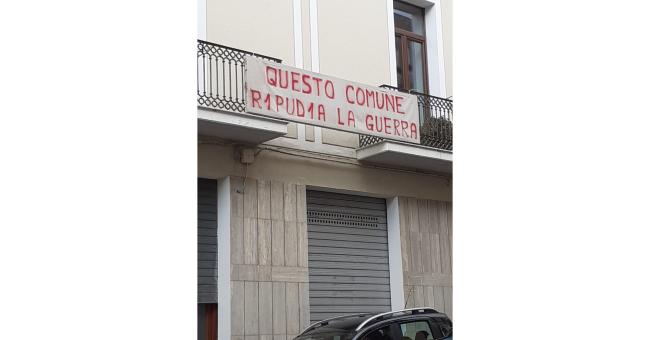 QUESTO COMUNE
R1PUD1A LA GUERRA